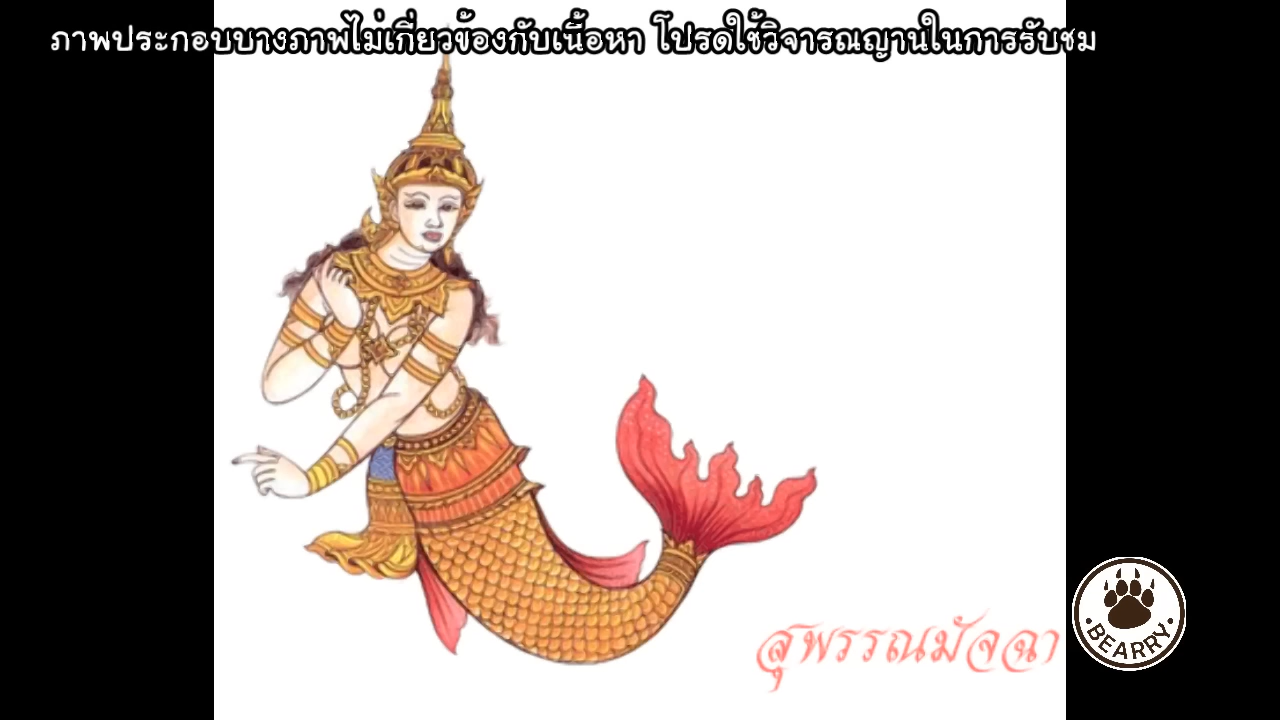 ภาพประกอบบางภาพไม่เกี่ยวข้องกับเนื้อหา โปรดใช้วิจารณญานในการรับชม
สุพรรณมัจฉา
•BEARRY•